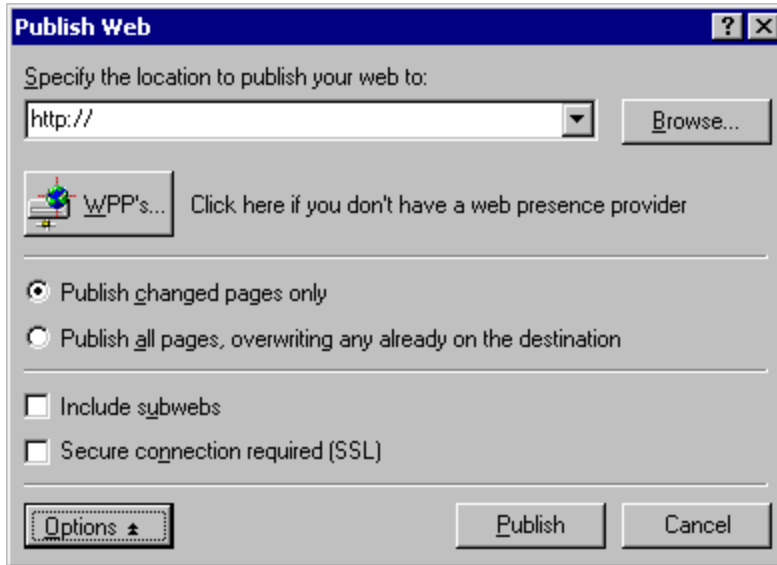 Publish Web
Specify the location to publish your web to:
http://
Browse...
WPP's... Click here if you don't have a web presence provider
Publish changed pages only
Publish all pages, overwriting any already on the destination
Include subwebs
Secure connection required (SSL)
Options Publish Cancel